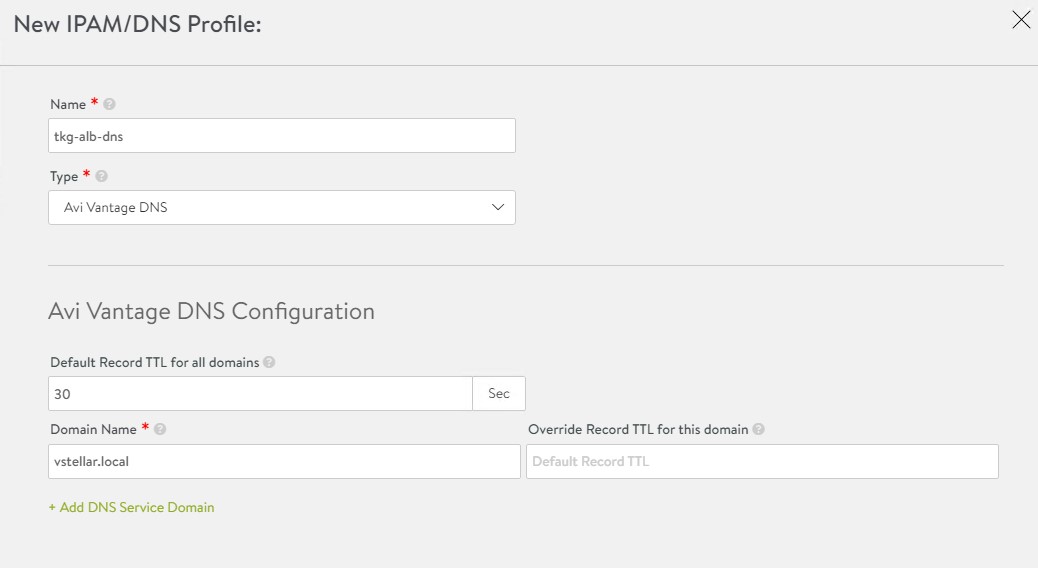 New IPAM/DNS Profile:
Name * ?
tkg-alb-dns
Type * ?
Avi Vantage DNS
Avi Vantage DNS Configuration
Default Record TTL for all domains ?
30 Sec
Domain Name * ? Override Record TTL for this domain ?
vstellar.local Default Record TTL
+ Add DNS Service Domain